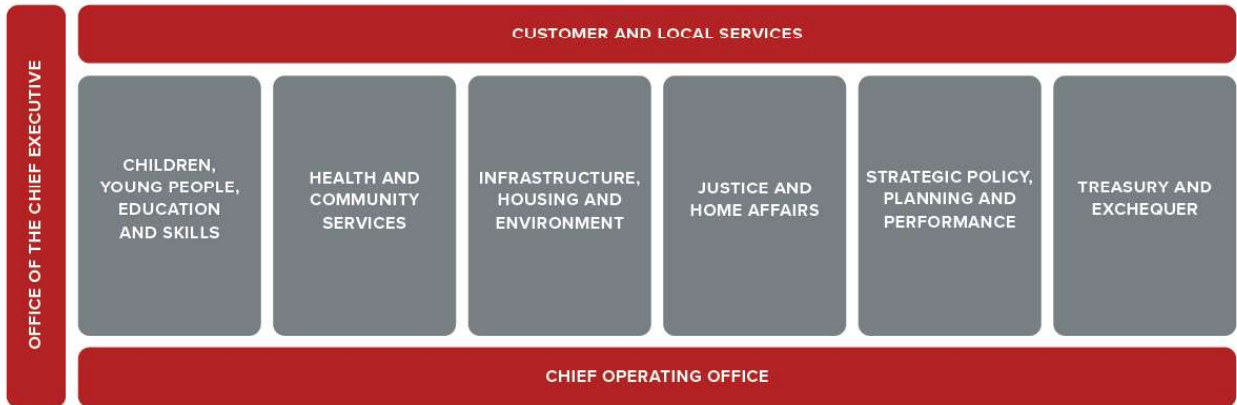 OFFICE OF THE CHIEF EXECUTIVE
CUSTOMER AND LOCAL SERVICES
CHILDREN,
YOUNG PEOPLE,
EDUCATION
AND SKILLS
HEALTH AND
COMMUNITY
SERVICES
INFRASTRUCTURE,
HOUSING AND
ENVIRONMENT
JUSTICE AND
HOME AFFAIRS
STRATEGIC POLICY,
PLANNING AND
PERFORMANCE
TREASURY AND
EXCHEQUER
CHIEF OPERATING OFFICE